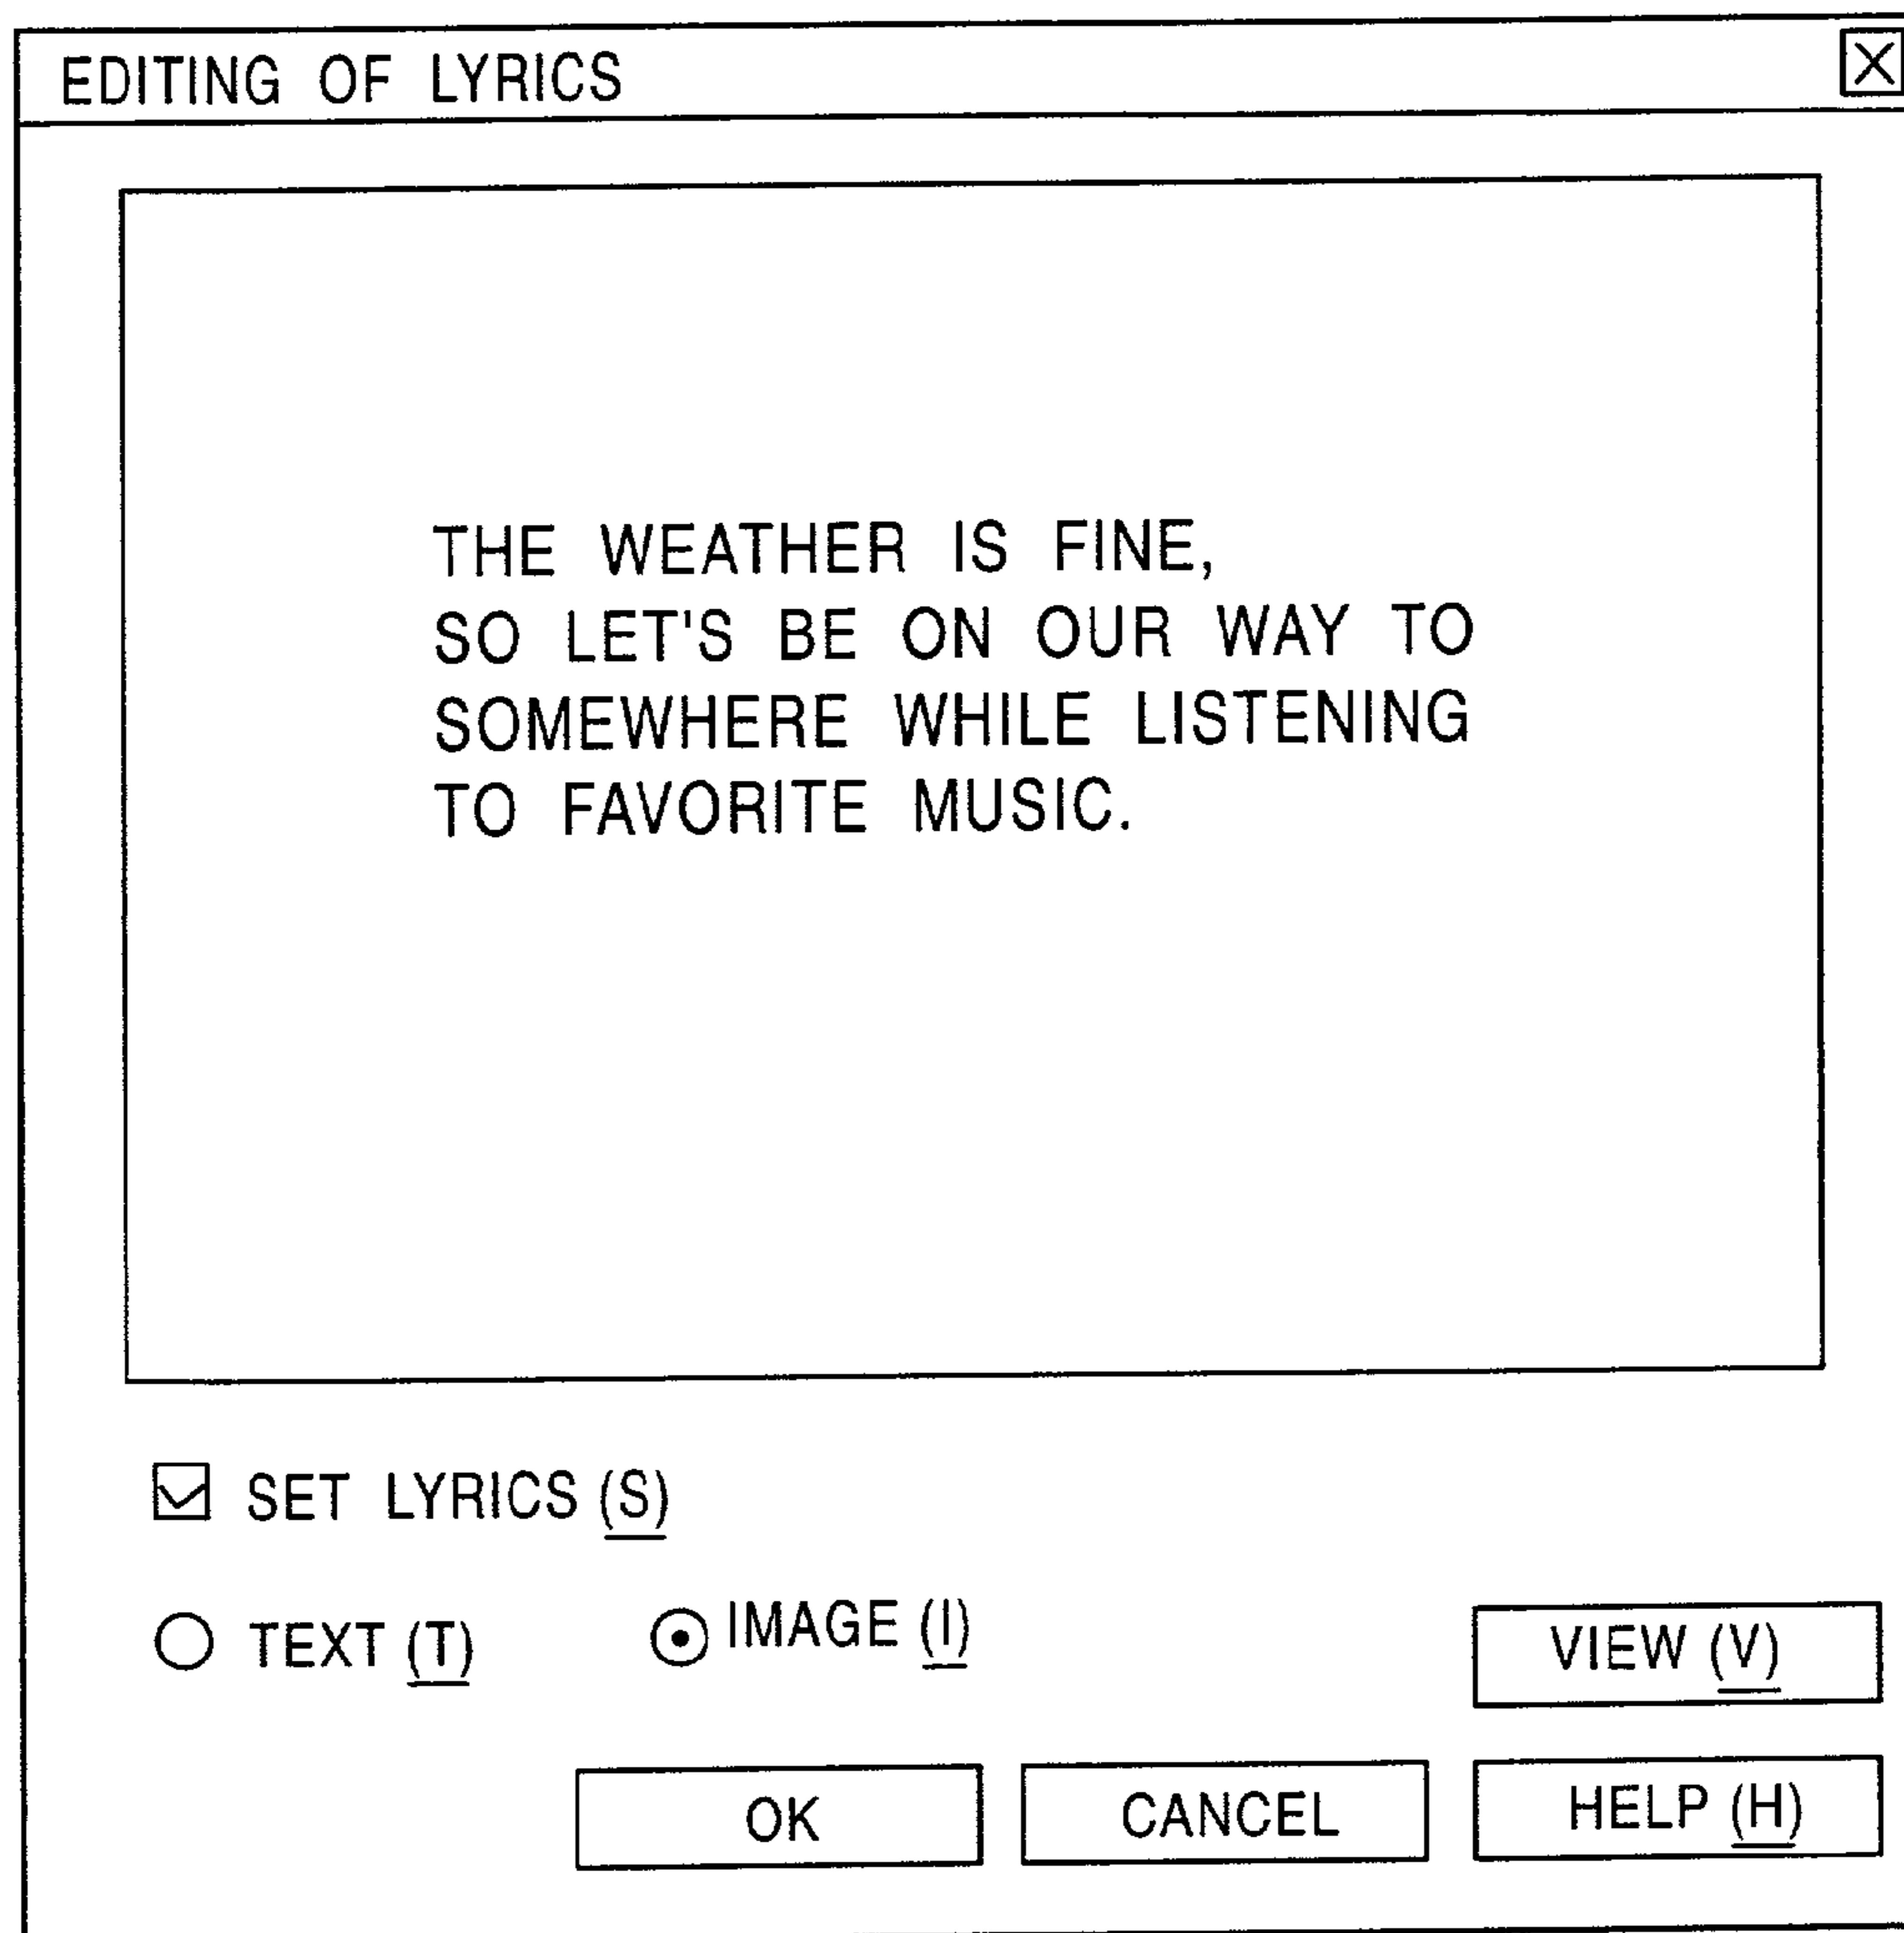 EDITING OF LYRICS
THE WEATHER IS FINE,
SO LET'S BE ON OUR WAY TO
SOMEWHERE WHILE LISTENING
TO FAVORITE MUSIC.
SET LYRICS (S)
TEXT (T) IMAGE (I) VIEW (V)
OK CANCEL HELP (H)